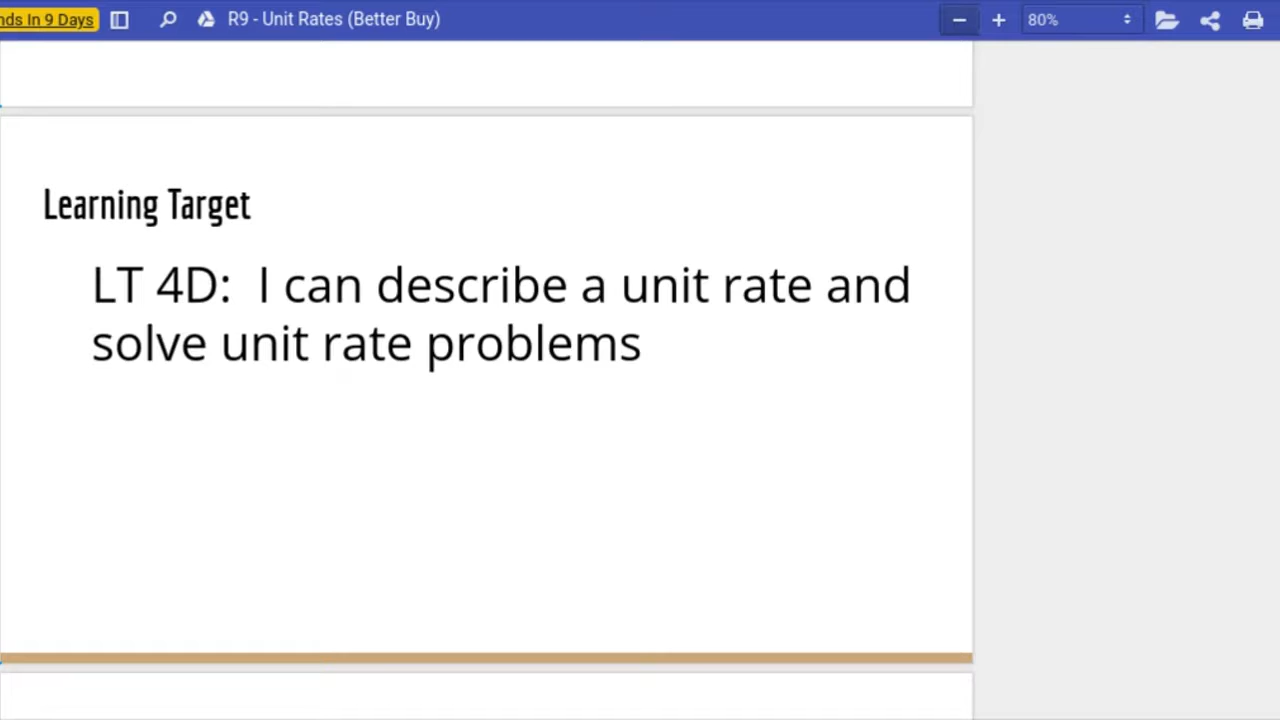 nds In 9 Days
R9 - Unit Rates (Better Buy)
80%
Learning Target
LT 4D:  I can describe a unit rate and
solve unit rate problems